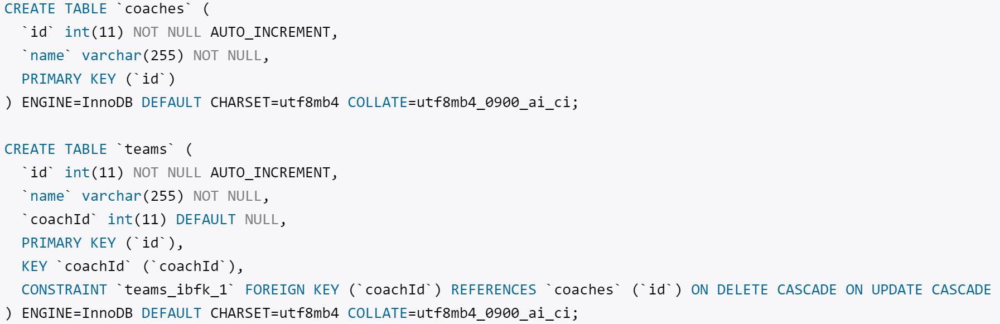 CREATE TABLE `coaches` (
  `id` int(11) NOT NULL AUTO_INCREMENT,
  `name` varchar(255) NOT NULL,
  PRIMARY KEY (`id`)
) ENGINE=InnoDB DEFAULT CHARSET=utf8mb4 COLLATE=utf8mb4_0900_ai_ci;

CREATE TABLE `teams` (
  `id` int(11) NOT NULL AUTO_INCREMENT,
  `name` varchar(255) NOT NULL,
  `coachId` int(11) DEFAULT NULL,
  PRIMARY KEY (`id`),
  KEY `coachId` (`coachId`),
  CONSTRAINT `teams_ibfk_1` FOREIGN KEY (`coachId`) REFERENCES `coaches` (`id`) ON DELETE CASCADE ON UPDATE CASCADE
) ENGINE=InnoDB DEFAULT CHARSET=utf8mb4 COLLATE=utf8mb4_0900_ai_ci;